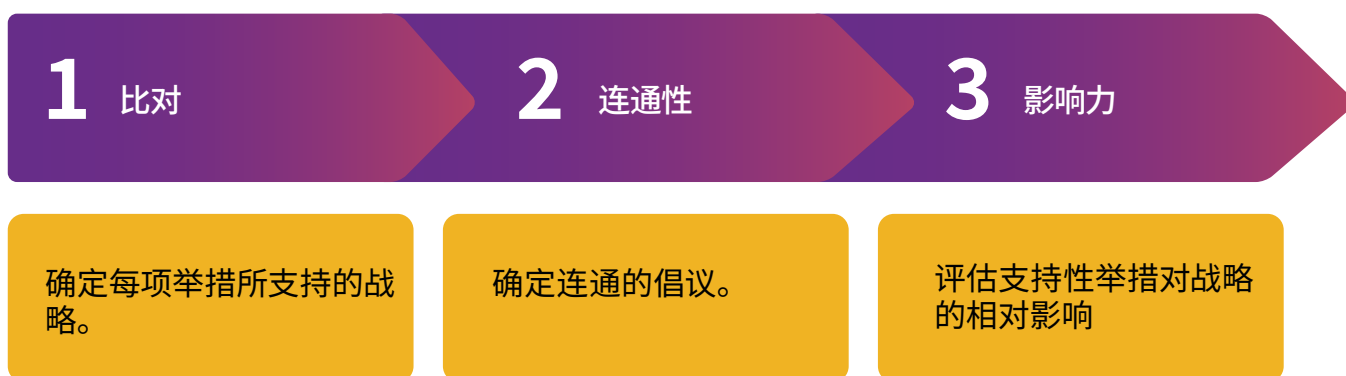 1 比对
2 连通性
3 影响力
确定每项举措所支持的战
略。
确定连通的倡议。
评估支持性举措对战略
的相对影响